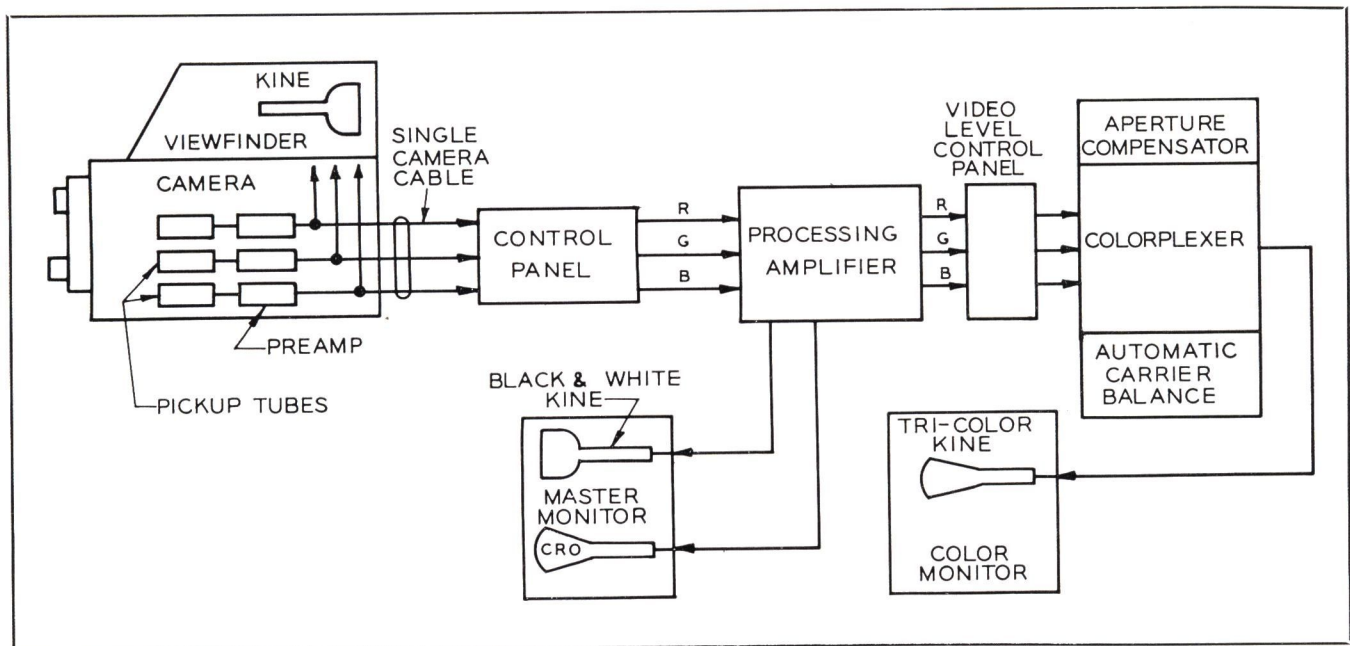 KINE
VIEWFINDER
CAMERA
SINGLE
CAMERA
CABLE
PREAMP
PICKUP TUBES
CONTROL
PANEL
R
G
B
PROCESSING
AMPLIFIER
R
G
B
VIDEO
LEVEL
CONTROL
PANEL
APERTURE
COMPENSATOR
COLORPLEXER
AUTOMATIC
CARRIER
BALANCE
BLACK & WHITE
KINE
MASTER
MONITOR
CRO
TRI-COLOR
KINE
COLOR
MONITOR